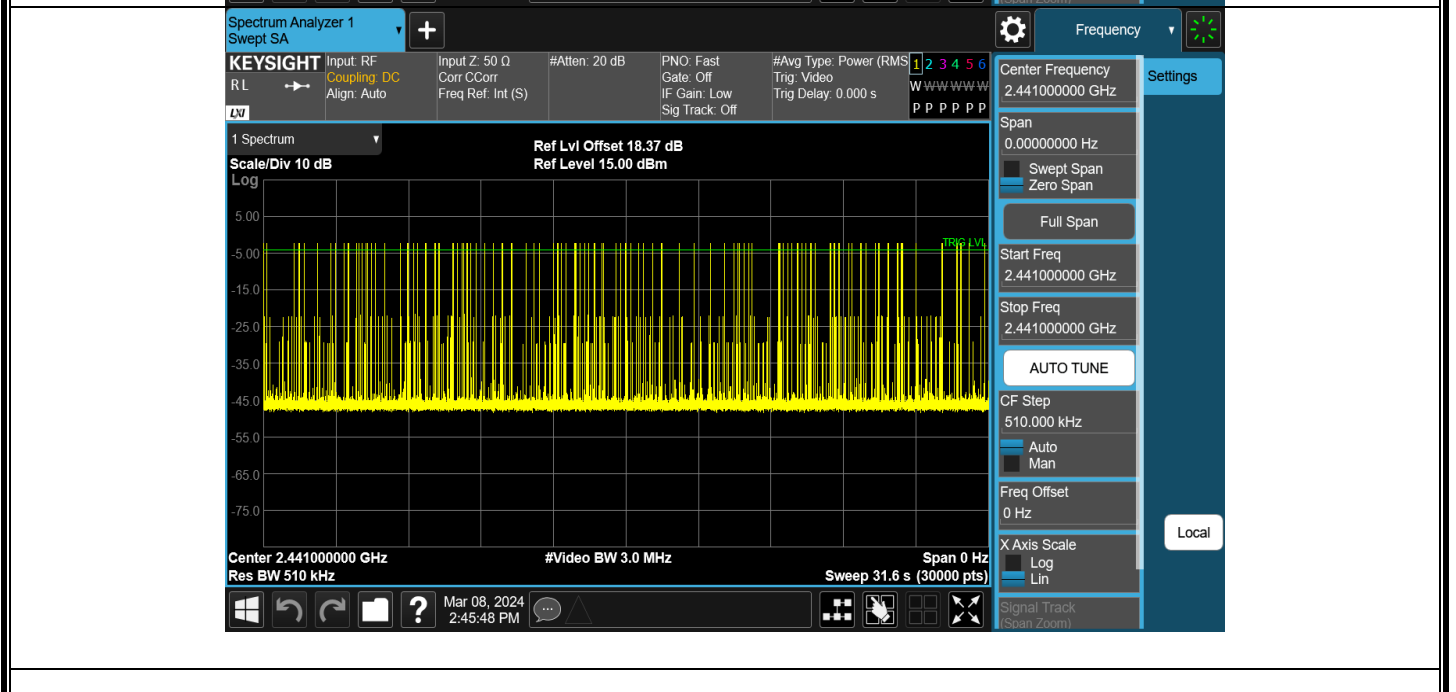 (Span Zoom)
Spectrum Analyzer 1
Swept SA
+
Frequency
KEYSIGHT
R L
LXI
Input: RF
Coupling: DC
Align: Auto
Input Z: 50 Ω
Corr CCorr
Freq Ref: Int (S)
#Atten: 20 dB
PNO: Fast
Gate: Off
IF Gain: Low
Sig Track: Off
#Avg Type: Power (RMS
Trig: Video
Trig Delay: 0.000 s
1 2 3 4 5 6
W W W W W W
P P P P P P
Center Frequency
2.441000000 GHz
Settings
Span
0.00000000 Hz
Swept Span
Zero Span
Full Span
Start Freq
2.441000000 GHz
Stop Freq
2.441000000 GHz
AUTO TUNE
CF Step
510.000 kHz
Auto
Man
Freq Offset
0 Hz
X Axis Scale
Log
Lin
Signal Track
(Span Zoom)
Local
1 Spectrum
Scale/Div 10 dB
Ref Lvl Offset 18.37 dB
Ref Level 15.00 dBm
Log
5.00
-5.00
-15.0
-25.0
-35.0
-45.0
-55.0
-65.0
-75.0
TRIG LVL
Center 2.441000000 GHz
#Video BW 3.0 MHz
Span 0 Hz
Res BW 510 kHz
Sweep 31.6 s (30000 pts)
?
Mar 08, 2024
2:45:48 PM